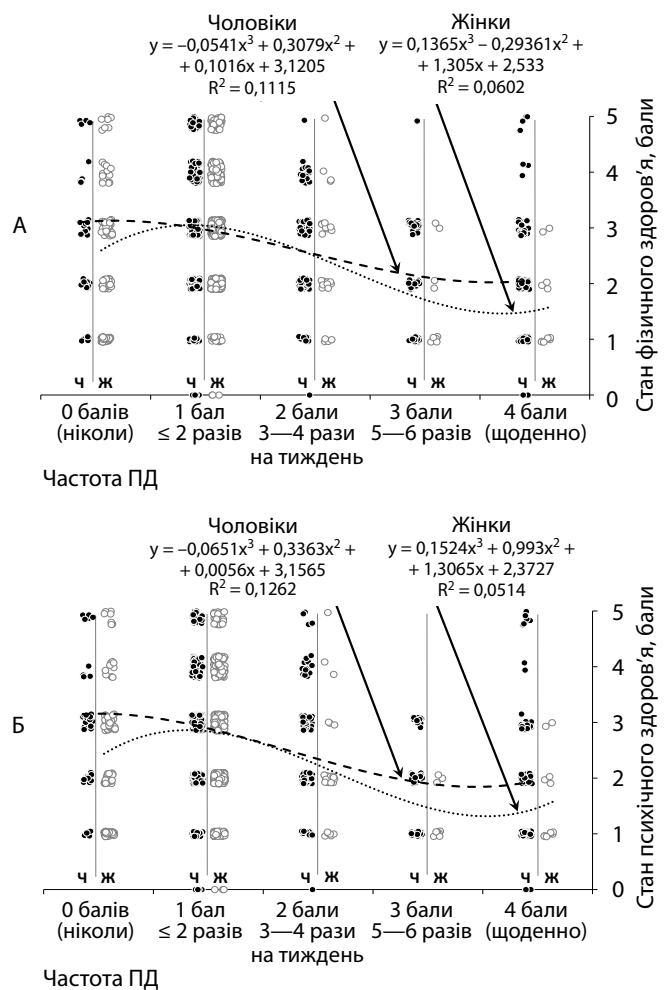 Чоловіки
y = –0,0541x³ + 0,3079x² +
+ 0,1016x + 3,1205
R² = 0,1115
Жінки
y = 0,1365x³ – 0,29361x² +
+ 1,305x + 2,533
R² = 0,0602
А
5
4
3
2
1
0
Стан фізичного здоров’я, бали
Ч Ж Ч Ж Ч Ж Ч Ж Ч Ж
0 балів 1 бал 2 бали 3 бали 4 бали
(ніколи) ≤ 2 разів 3—4 рази 5—6 разів (щоденно)
на тиждень
Частота ПД
Чоловіки
y = –0,0651x³ + 0,3363x² +
+ 0,0056x + 3,1565
R² = 0,1262
Жінки
y = 0,1524x³ + 0,993x² +
+ 1,3065x + 2,3727
R² = 0,0514
Б
5
4
3
2
1
0
Стан психічного здоров’я, бали
Ч Ж Ч Ж Ч Ж Ч Ж Ч Ж
0 балів 1 бал 2 бали 3 бали 4 бали
(ніколи) ≤ 2 разів 3—4 рази 5—6 разів (щоденно)
на тиждень
Частота ПД